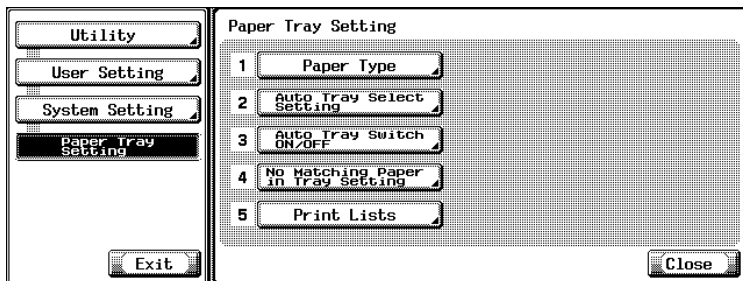 Utility
User Setting
System Setting
Paper Tray
Setting
Exit
Paper Tray Setting
1 Paper Type
2 Auto Tray Select
Setting
3 Auto Tray Switch
ON/OFF
4 No Matching Paper
in Tray Setting
5 Print Lists
Close